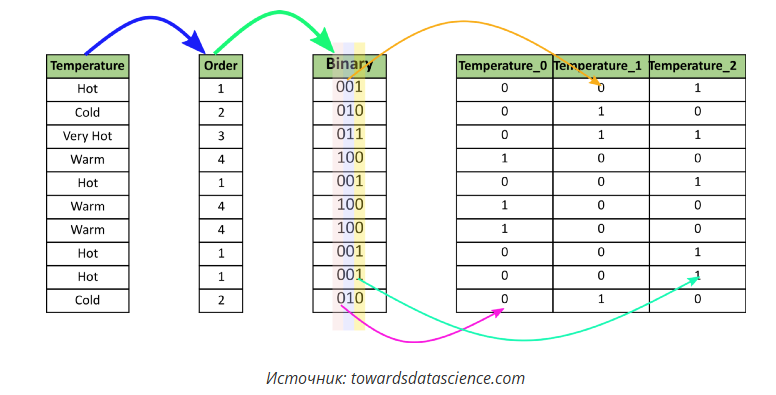 Temperature Order Binary Temperature_0 Temperature_1 Temperature_2
Hot 1 001 0 0 1
Cold 2 010 0 1 0
Very Hot 3 011 0 1 1
Warm 4 100 1 0 0
Hot 1 001 0 0 1
Warm 4 100 1 0 0
Warm 4 100 1 0 0
Hot 1 001 0 0 1
Hot 1 001 0 0 1
Cold 2 010 0 1 0
Источник: towardsdatascience.com